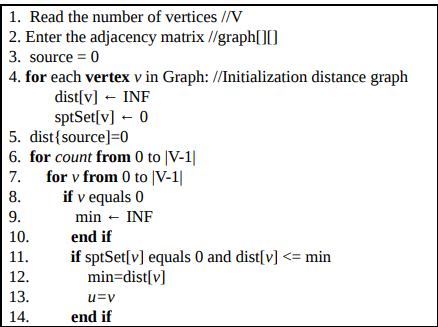 1. Read the number of vertices //V
2. Enter the adjacency matrix //graph[][]
3. source = 0
4. for each vertex v in Graph: //Initialization distance graph
dist[v] ← INF
sptSet[v] ← 0
5. dist{source]=0
6. for count from 0 to |V-1|
7. for v from 0 to |V-1|
8. if v equals 0
9. min ← INF
10. end if
11. if sptSet[v] equals 0 and dist[v] <= min
12. min=dist[v]
13. u=v
14. end if